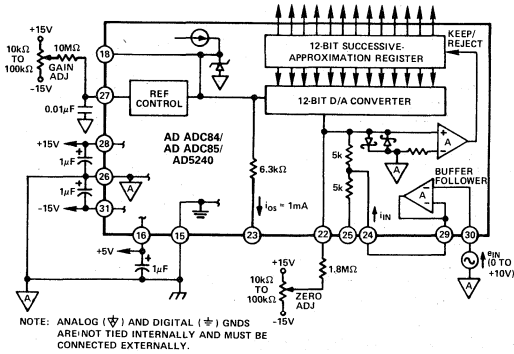 +15V
10kΩ
TO
100kΩ
-15V
10MΩ
GAIN
ADJ
18
27
0.01μF
REF
CONTROL
12-BIT SUCCESSIVE-
APPROXIMATION REGISTER
KEEP/
REJECT
12-BIT D/A CONVERTER
AD ADC84/
AD ADC85/
AD5240
+15V
28
1μF
26
A
1μF
-15V
31
6.3kΩ
iOS = 1mA
5k
5k
iIN
+
-
A
A
BUFFER
FOLLOWER
A
-
+
16
15
23
22
25
24
29
30
+5V
1μF
A
+15V
10kΩ
TO
100kΩ
-15V
ZERO
ADJ
1.8MΩ
eIN
(0 TO
+10V)
A
NOTE: ANALOG (A) AND DIGITAL (⏚) GNDS
ARE NOT TIED INTERNALLY AND MUST BE
CONNECTED EXTERNALLY.